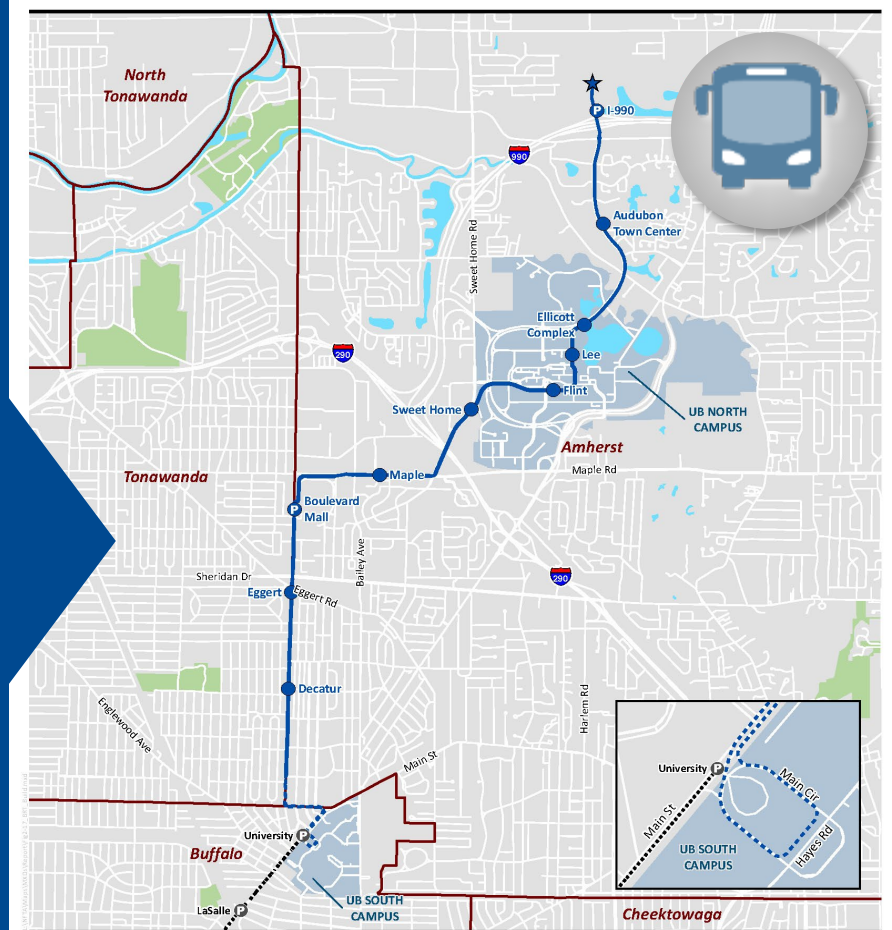 North
Tonawanda
P
I-990
990
Audubon
Town Center
Sweet Home Rd
Ellicott
Complex
290
Lee
Flint
Sweet Home
UB NORTH
CAMPUS
Amherst
Maple Rd
Tonawanda
Maple
P
Boulevard
Mall
Bailey Ave
Sheridan Dr
290
Eggert
Eggert Rd
Decatur
Harlem Rd
Englewood Ave
Main St
University
P
Main Cir
Main St
Hayes Rd
UB SOUTH
CAMPUS
University
P
Buffalo
LaSalle
P
UB SOUTH
CAMPUS
Cheektowaga